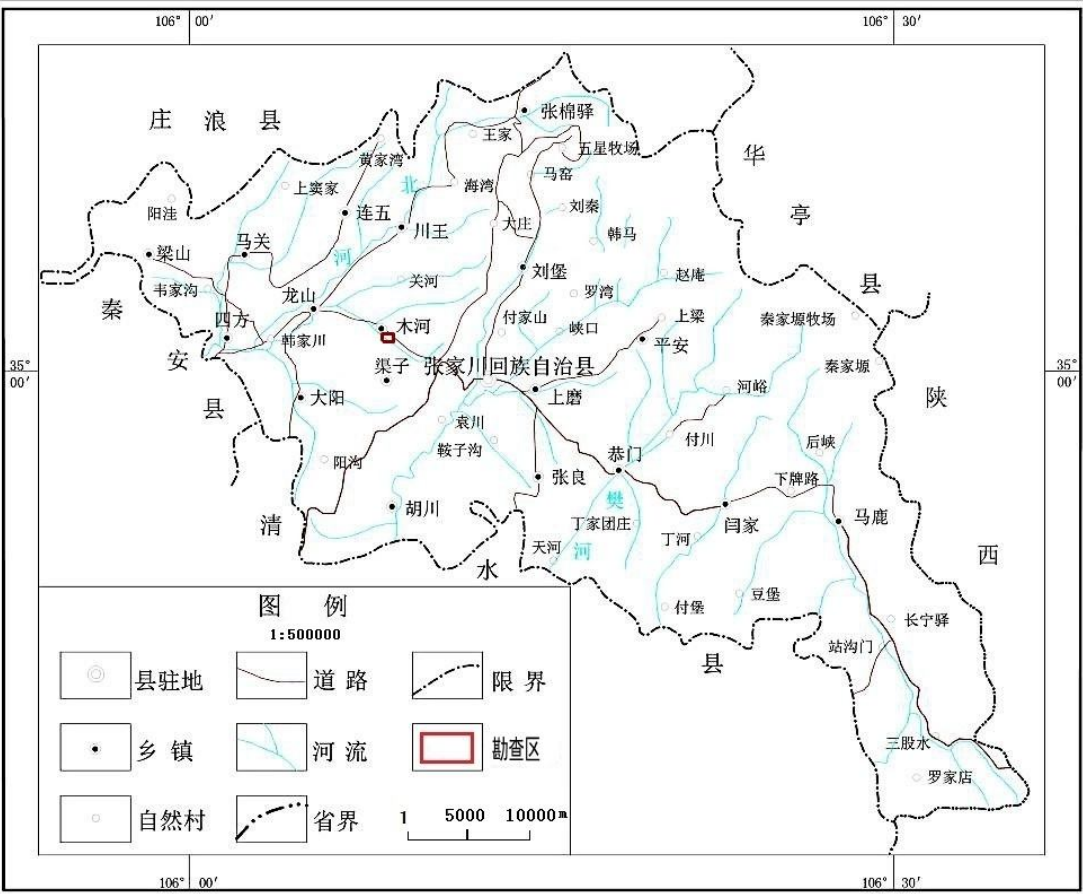 106° 00′
106° 30′
张棉驿
庄浪县
王家
华
五星牧场
黄家湾
马窑
北
上窦家
海湾
阳洼
连五
刘秦
亭
大庄
川王
韩马
马关
梁山
河
刘堡
赵庵
关河
县
韦家沟
龙山
罗湾
秦
付家山
上梁
秦家塬牧场
四方
木河
峡口
韩家川
平安
35°
00′
安
渠子
张家川回族自治县
秦家塬
35°
00′
河峪
大阳
上磨
陕
县
袁川
付川
后峡
鞍子沟
恭门
阳沟
张良
下牌路
樊
胡川
闫家
马鹿
清
丁家团庄
丁河
天河
河
西
水
豆堡
付堡
长宁驿
站沟门
县
三股水
罗家店
图 例
1:500000
县驻地
道路
限界
乡镇
河流
勘查区
自然村
省界
1 5000 10000m
106° 00′
106° 30′